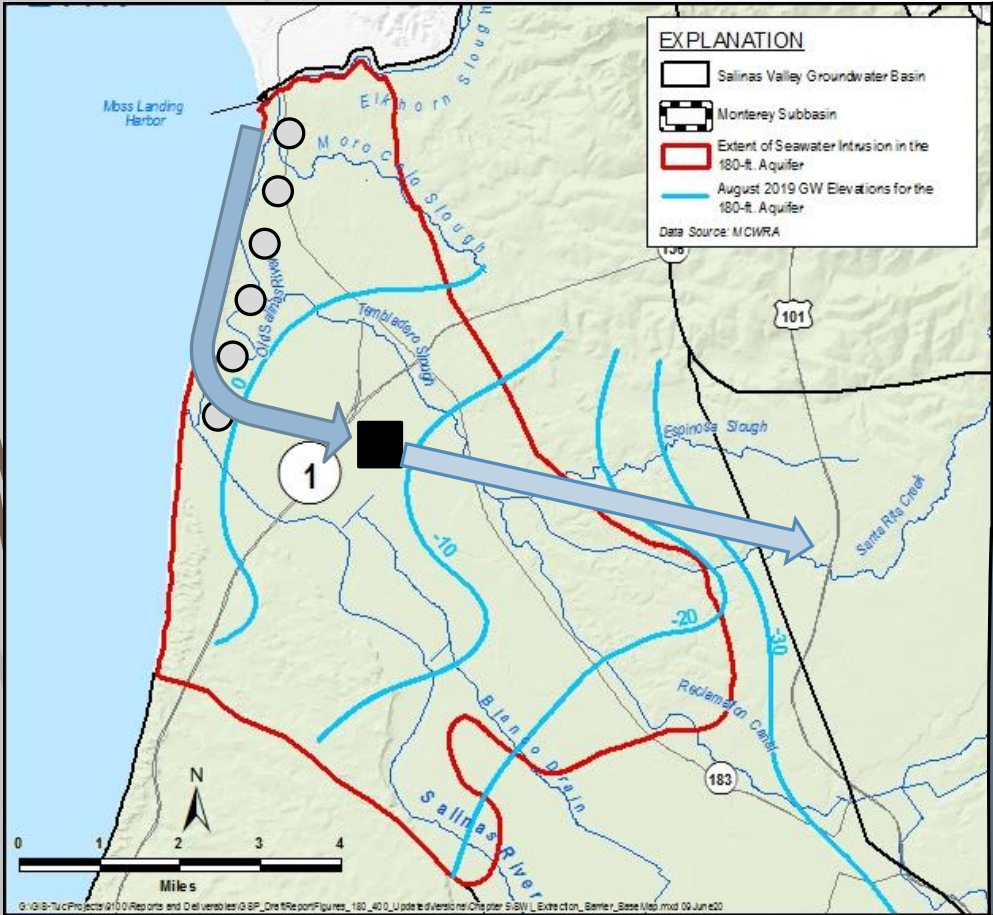 EXPLANATION
Salinas Valley Groundwater Basin
Monterey Subbasin
Extent of Seawater Intrusion in the
180-ft. Aquifer
August 2019 GW Elevations for the
180-ft. Aquifer
Data Source: MCWRA
Moss Landing
Harbor
Elkhorn Slough
Moro Cojo Slough
Old Salinas River
Tembladero Slough
101
0
Espinosa Slough
1
Santa Rita Creek
-10
-20
-30
Reclamation Canal
Blanco Drain
183
Salinas River
N
0 1 2 3 4
Miles